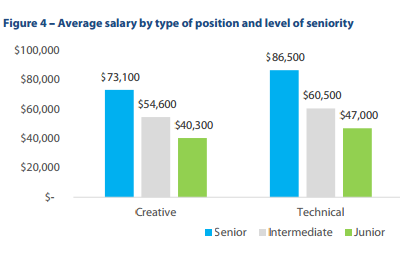 Figure 4 – Average salary by type of position and level of seniority
$100,000
$80,000
$60,000
$40,000
$20,000
$-
$73,100
$54,600
$40,300
$86,500
$60,500
$47,000
Creative
Technical
Senior
Intermediate
Junior